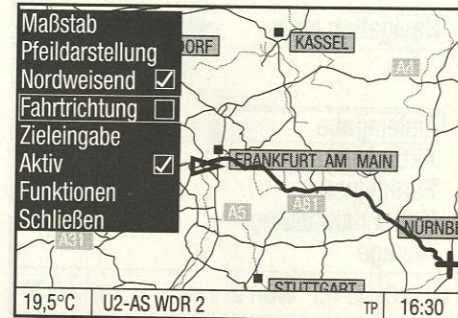 Maßstab
Pfeildarstellung
Nordweisend
Fahrtrichtung
Zieleingabe
Aktiv
Funktionen
Schließen
DORF
KASSEL
A4
FRANKFURT AM MAIN
A5
A81
NÜRNBE
A31
STUTTGART
19,5°C
U2-AS WDR 2
TP
16:30